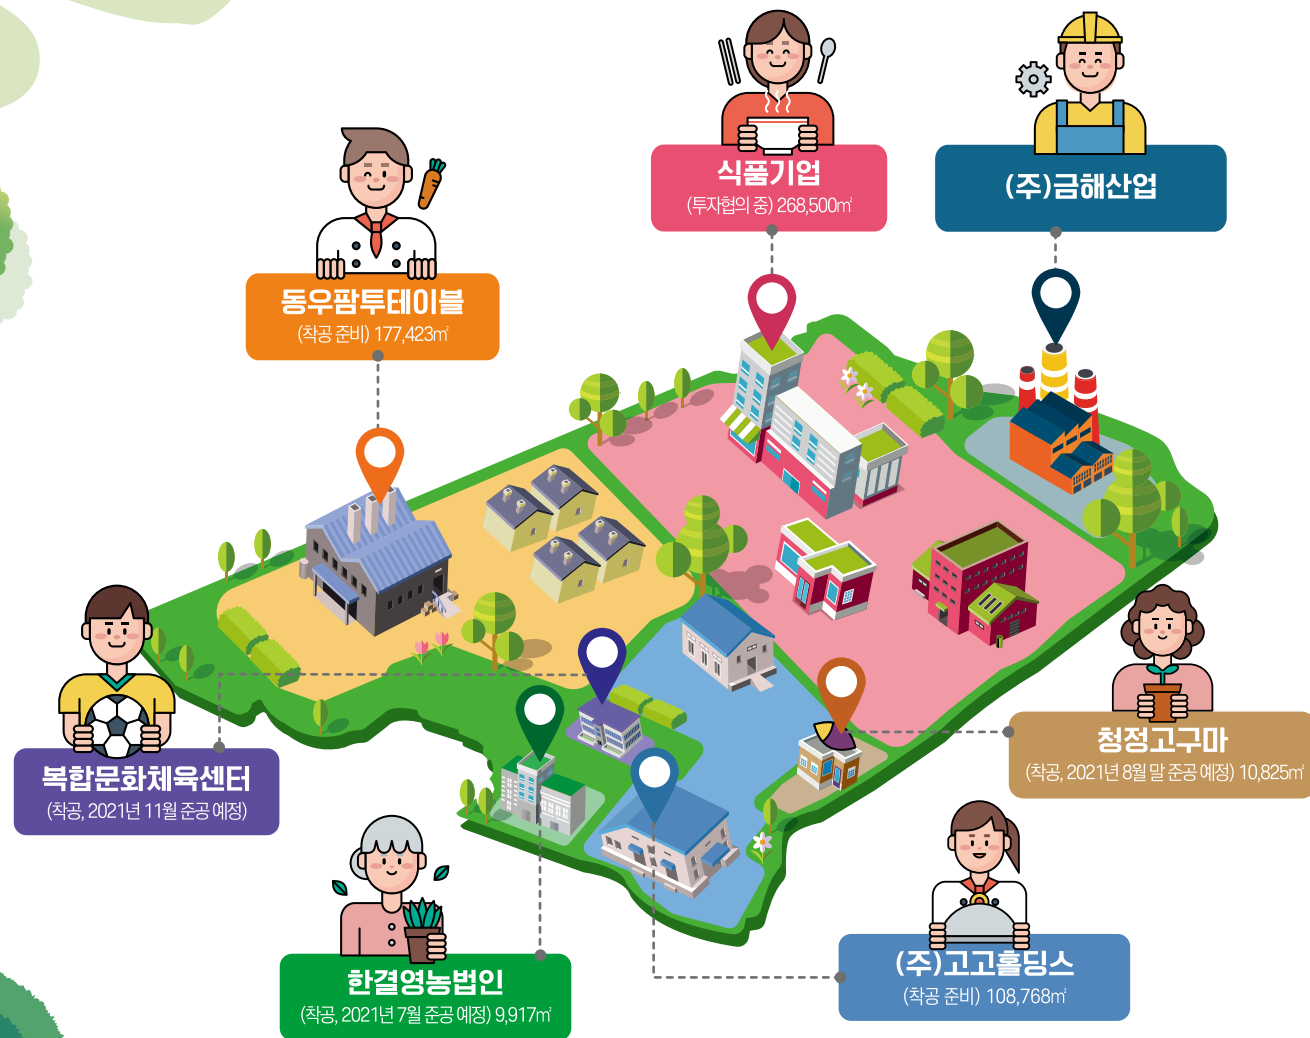 식품기업
(투자협의 중) 268,500㎡
(주)금해산업
동우팜투테이블
(착공 준비) 177,423㎡
청정고구마
(착공, 2021년 8월 말 준공 예정) 10,825㎡
복합문화체육센터
(착공, 2021년 11월 준공 예정)
(주)고고홀딩스
(착공 준비) 108,768㎡
한결영농법인
(착공, 2021년 7월 준공 예정) 9,917㎡